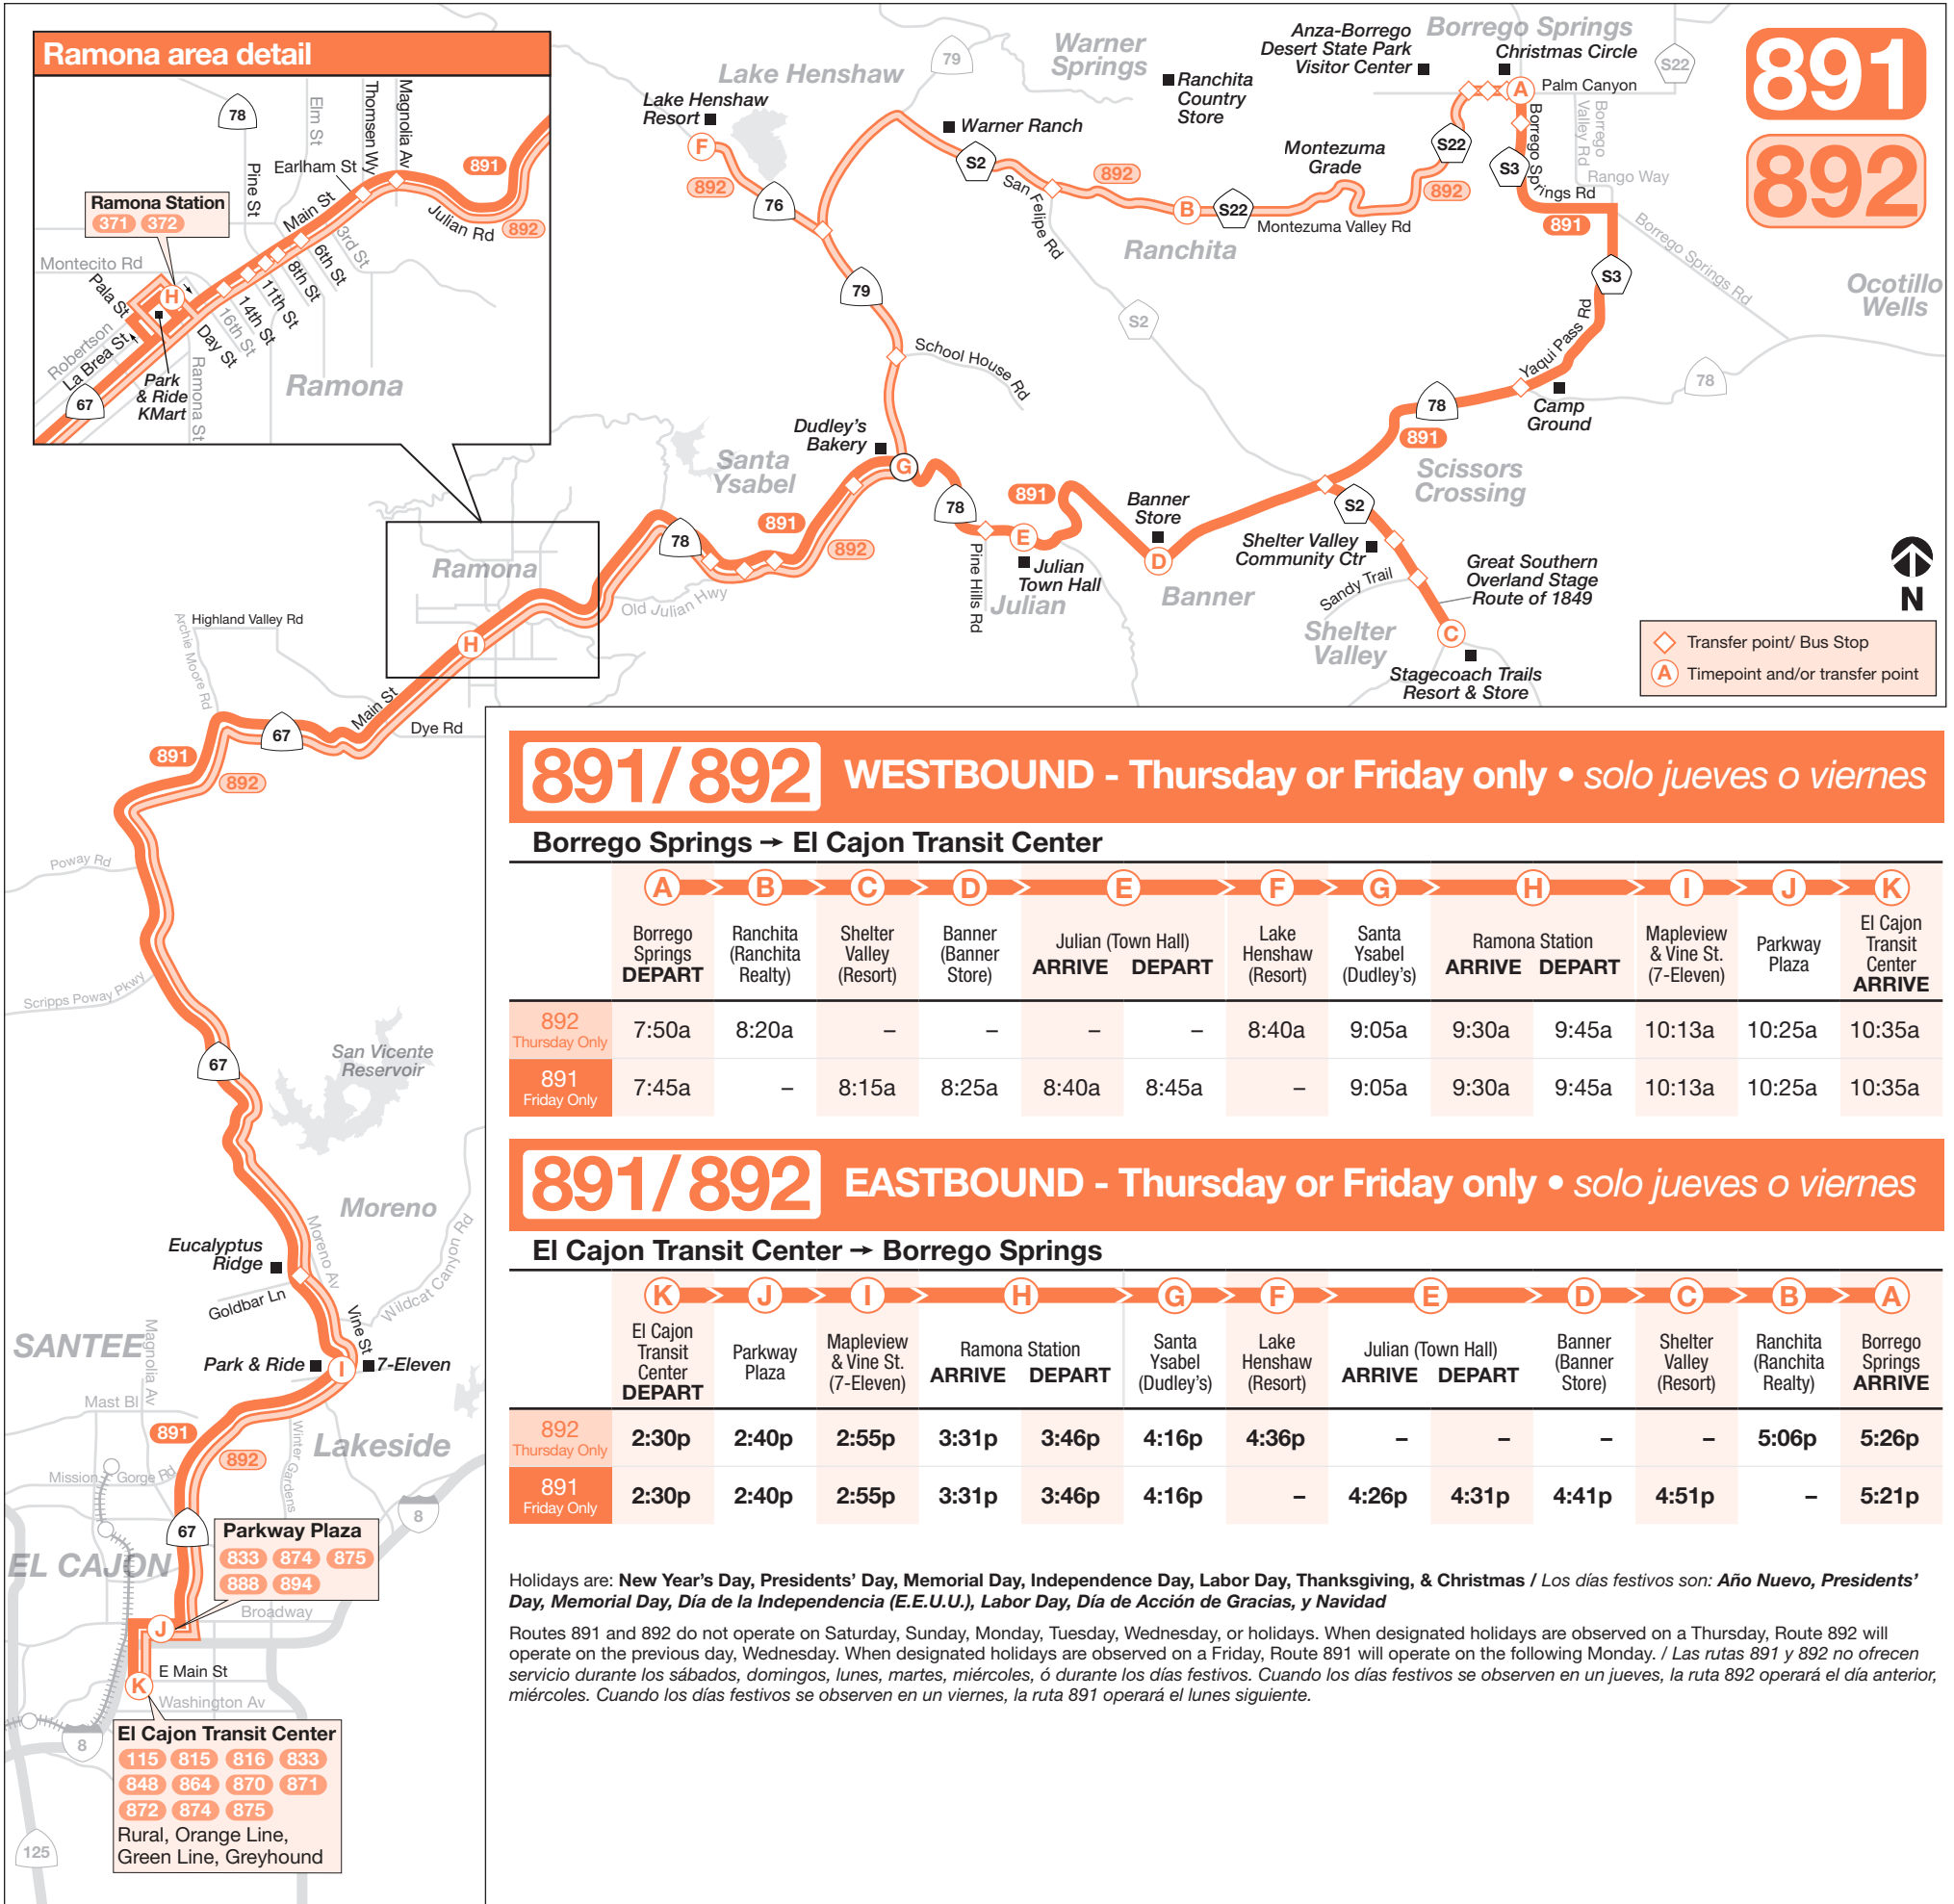 Ramona area detail
78
Elm St
Thomsen Wy
Magnolia Av
Pine St
Earlham St
Main St
891
Julian Rd
892
Ramona Station
371 372
3rd St
6th St
8th St
11th St
14th St
16th St
Montecito Rd
Pala St
H
Day St
Robertson
La Brea St
Ramona St
Park
& Ride
KMart
Ramona
67
Lake Henshaw
79
Warner
Springs
Lake Henshaw
Resort
F
892
76
Warner Ranch
S2
San Felipe Rd
892
B
S22
Ranchita
Country
Store
Ranchita
Montezuma
Grade
Montezuma Valley Rd
892
S22
Anza-Borrego
Desert State Park
Visitor Center
Borrego Springs
Christmas Circle
A
Palm Canyon
S22
Borrego Springs Rd
Borrego
Valley Rd
S3
Rango Way
891
Borrego Springs Rd
S3
Ocotillo
Wells
891
892
79
S2
School House Rd
Yaqui Pass Rd
78
78
Camp
Ground
891
Scissors
Crossing
Dudley's
Bakery
G
Santa
Ysabel
891
892
78
78
891
Pine Hills Rd
E
Julian
Town Hall
Julian
Banner
Store
D
Banner
S2
Shelter Valley
Community Ctr
Sandy Trail
Great Southern
Overland Stage
Route of 1849
Shelter
Valley
C
Stagecoach Trails
Resort & Store
N
Transfer point/ Bus Stop
A Timepoint and/or transfer point
Ramona
Old Julian Hwy
H
Highland Valley Rd
Archie Moore Rd
Main St
Dye Rd
67
891
892
Poway Rd
Scripps Poway Pkwy
67
San Vicente
Reservoir
Moreno
Moreno Av
Wildcat Canyon Rd
Eucalyptus
Ridge
Goldbar Ln
Vine St
SANTEE
Magnolia Av
Park & Ride
I
7-Eleven
Mast Bl
891
892
Winter Gardens
Lakeside
Mission Gorge Rd
8
67
EL CAJON
Parkway Plaza
833 874 875
888 894
Broadway
J
E Main St
K
Washington Av
8
El Cajon Transit Center
115 815 816 833
848 864 870 871
872 874 875
Rural, Orange Line,
Green Line, Greyhound
125
891/892 WESTBOUND - Thursday or Friday only • solo jueves o viernes
Borrego Springs → El Cajon Transit Center
A B C D E F G H I J K
Borrego Springs DEPART
Ranchita (Ranchita Realty)
Shelter Valley (Resort)
Banner (Banner Store)
Julian (Town Hall) ARRIVE DEPART
Lake Henshaw (Resort)
Santa Ysabel (Dudley's)
Ramona Station ARRIVE DEPART
Mapleview & Vine St. (7-Eleven)
Parkway Plaza
El Cajon Transit Center ARRIVE
892 Thursday Only 7:50a 8:20a – – – – 8:40a 9:05a 9:30a 9:45a 10:13a 10:25a 10:35a
891 Friday Only 7:45a – 8:15a 8:25a 8:40a 8:45a – 9:05a 9:30a 9:45a 10:13a 10:25a 10:35a
891/892 EASTBOUND - Thursday or Friday only • solo jueves o viernes
El Cajon Transit Center → Borrego Springs
K J I H G F E D C B A
El Cajon Transit Center DEPART
Parkway Plaza
Mapleview & Vine St. (7-Eleven)
Ramona Station ARRIVE DEPART
Santa Ysabel (Dudley's)
Lake Henshaw (Resort)
Julian (Town Hall) ARRIVE DEPART
Banner (Banner Store)
Shelter Valley (Resort)
Ranchita (Ranchita Realty)
Borrego Springs ARRIVE
892 Thursday Only 2:30p 2:40p 2:55p 3:31p 3:46p 4:16p 4:36p – – – – 5:06p 5:26p
891 Friday Only 2:30p 2:40p 2:55p 3:31p 3:46p 4:16p – 4:26p 4:31p 4:41p 4:51p – 5:21p
Holidays are: New Year's Day, Presidents' Day, Memorial Day, Independence Day, Labor Day, Thanksgiving, & Christmas / Los días festivos son: Año Nuevo, Presidents'
Day, Memorial Day, Día de la Independencia (E.E.U.U.), Labor Day, Día de Acción de Gracias, y Navidad
Routes 891 and 892 do not operate on Saturday, Sunday, Monday, Tuesday, Wednesday, or holidays. When designated holidays are observed on a Thursday, Route 892 will
operate on the previous day, Wednesday. When designated holidays are observed on a Friday, Route 891 will operate on the following Monday. / Las rutas 891 y 892 no ofrecen
servicio durante los sábados, domingos, lunes, martes, miércoles, ó durante los días festivos. Cuando los días festivos se observen en un jueves, la ruta 892 operará el día anterior,
miércoles. Cuando los días festivos se observen en un viernes, la ruta 891 operará el lunes siguiente.